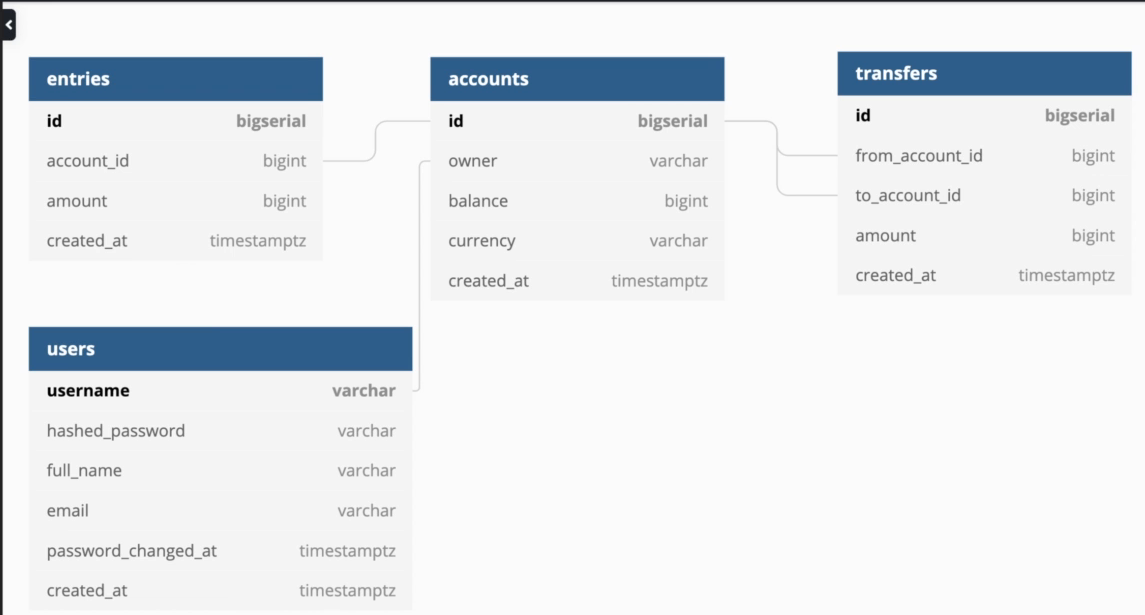 entries
id bigserial
account_id bigint
amount bigint
created_at timestamptz
accounts
id bigserial
owner varchar
balance bigint
currency varchar
created_at timestamptz
transfers
id bigserial
from_account_id bigint
to_account_id bigint
amount bigint
created_at timestamptz
users
username varchar
hashed_password varchar
full_name varchar
email varchar
password_changed_at timestamptz
created_at timestamptz